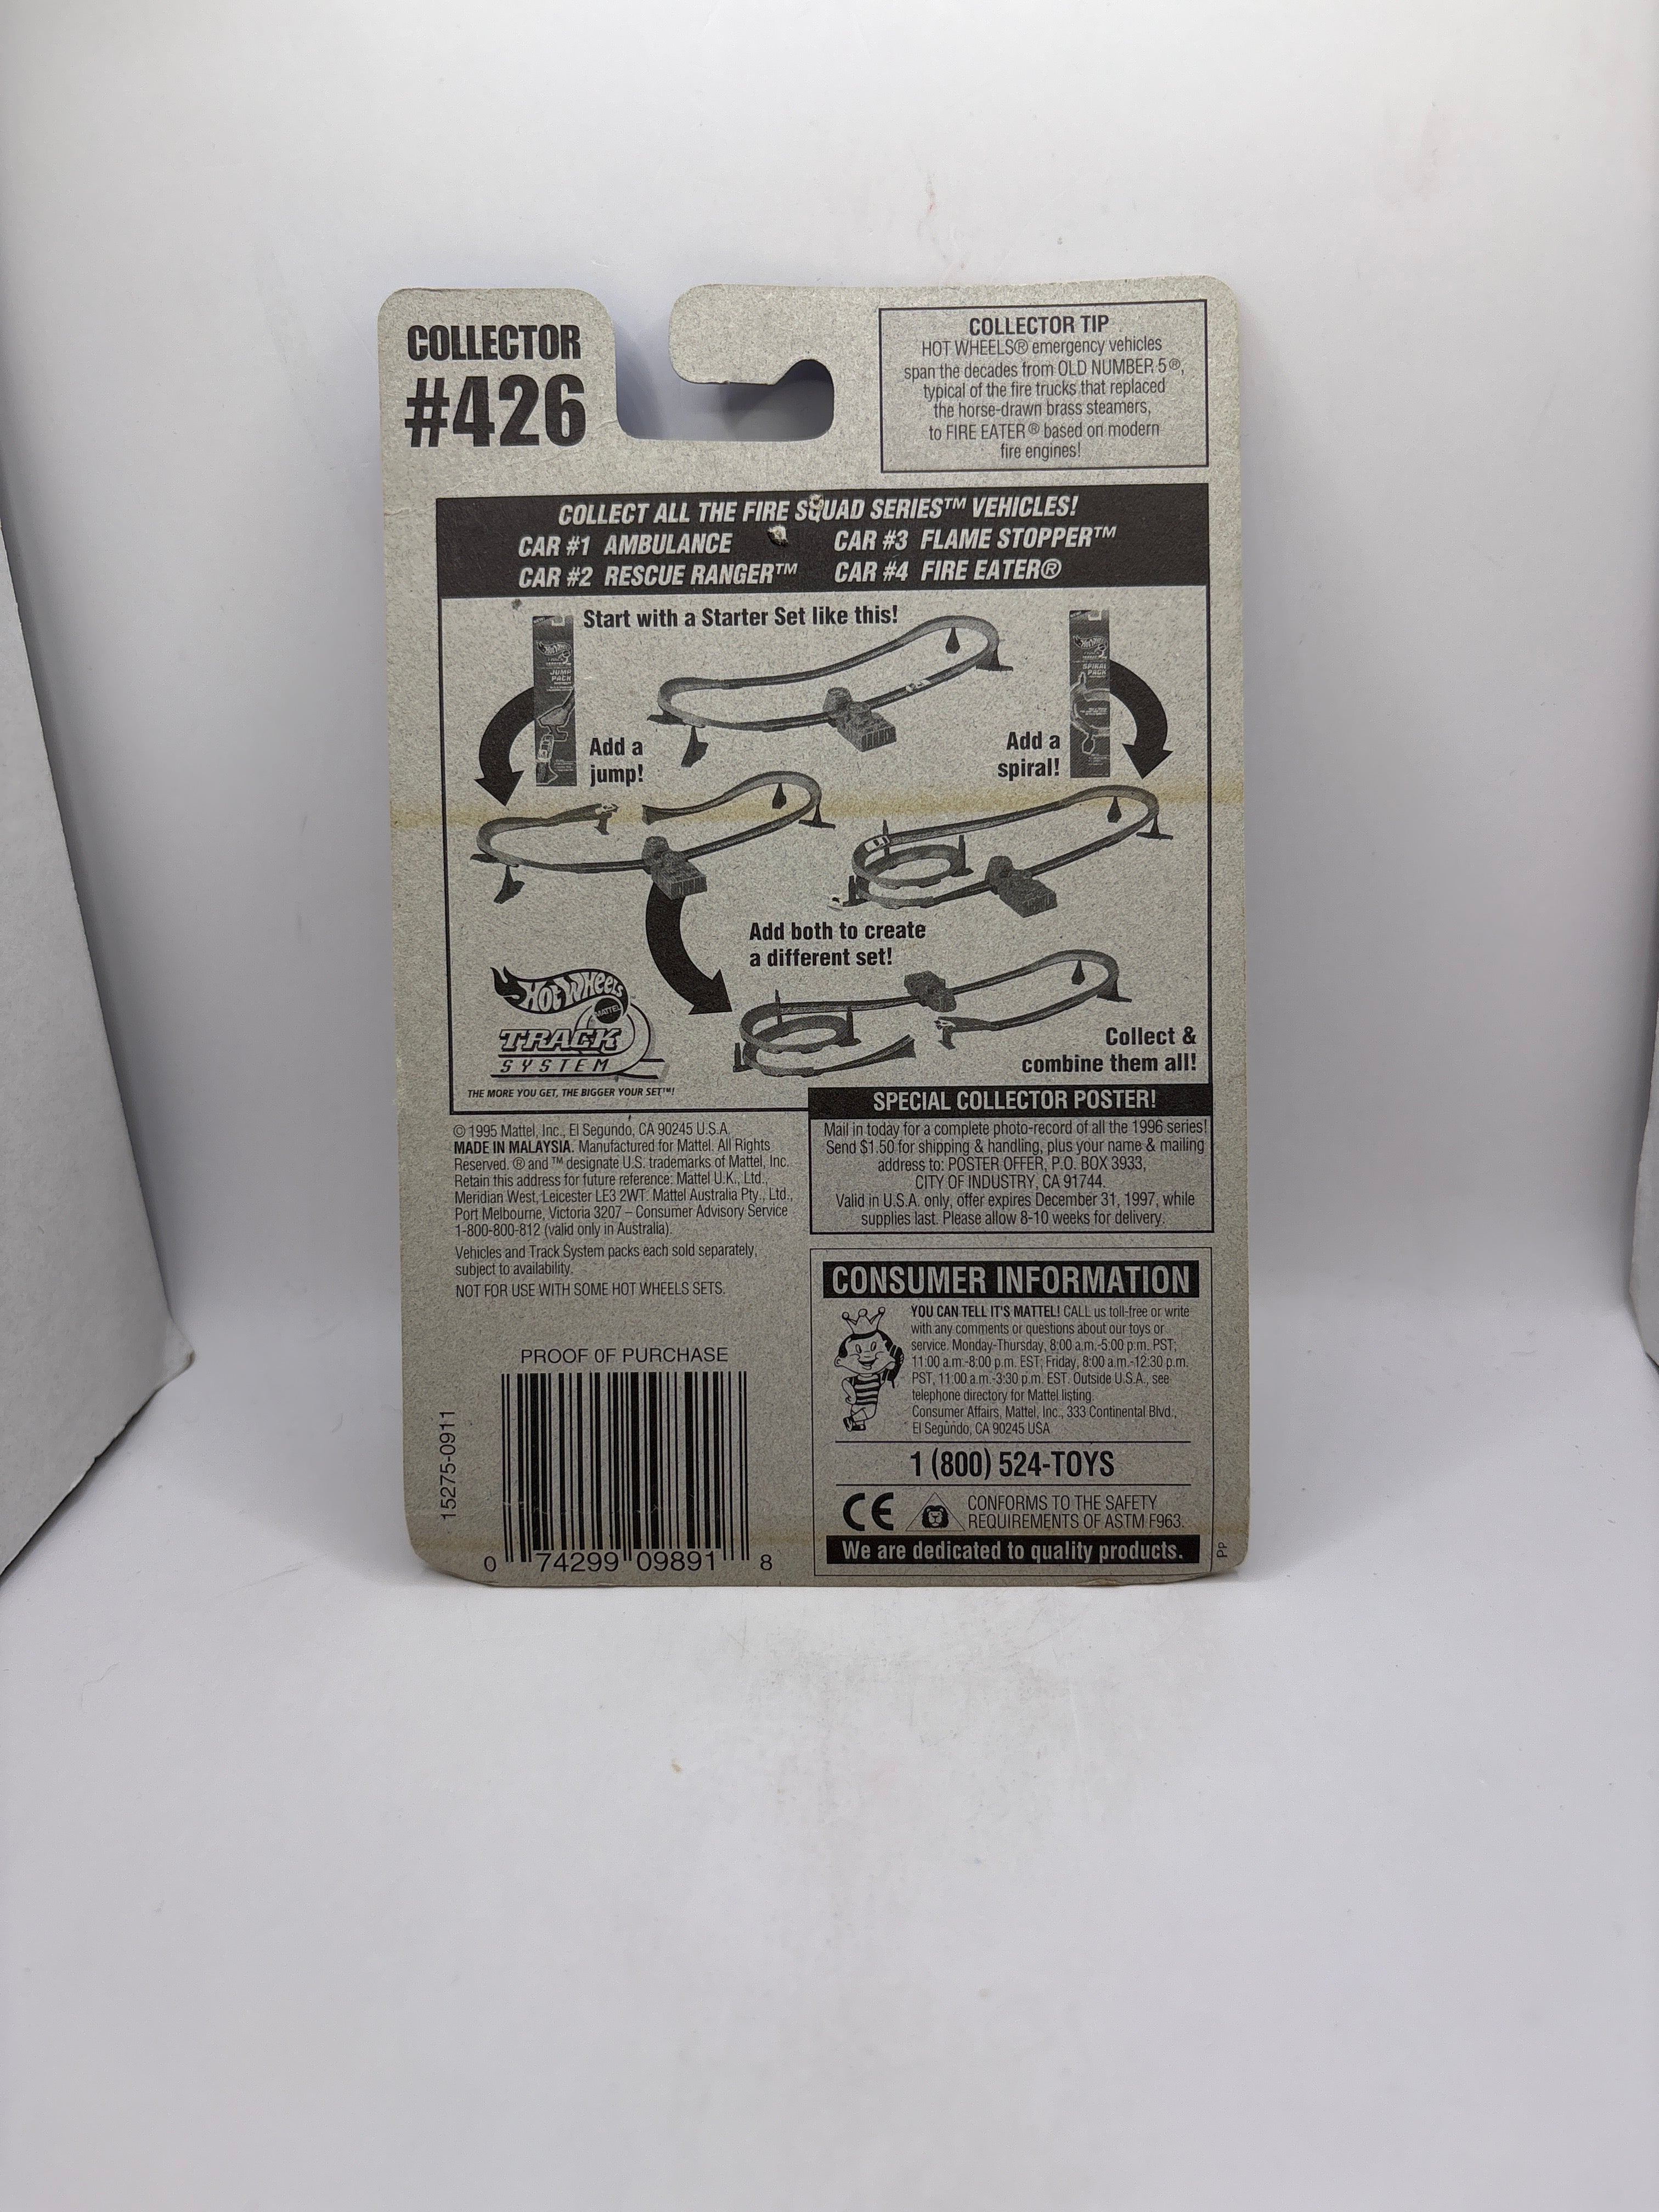 COLLECTOR
#426
COLLECTOR TIP
HOT WHEELS® emergency vehicles
span the decades from OLD NUMBER 5®,
typical of the fire trucks that replaced
the horse-drawn brass steamers,
to FIRE EATER® based on modern
fire engines!
COLLECT ALL THE FIRE SQUAD SERIES™ VEHICLES!
CAR #1 AMBULANCE
CAR #3 FLAME STOPPER™
CAR #2 RESCUE RANGER™
CAR #4 FIRE EATER®
Start with a Starter Set like this!
JUMP
PACK
SPIRAL
PACK
Add a
jump!
Add a
spiral!
Add both to create
a different set!
Hot Wheels
MATTEL
TRACK
SYSTEM
THE MORE YOU GET, THE BIGGER YOUR SET™!
Collect &
combine them all!
SPECIAL COLLECTOR POSTER!
Mail in today for a complete photo-record of all the 1996 series!
Send $1.50 for shipping & handling, plus your name & mailing
address to: POSTER OFFER, P.O. BOX 3933,
CITY OF INDUSTRY, CA 91744.
Valid in U.S.A. only, offer expires December 31, 1997, while
supplies last. Please allow 8-10 weeks for delivery.
© 1995 Mattel, Inc., El Segundo, CA 90245 U.S.A.
MADE IN MALAYSIA. Manufactured for Mattel. All Rights
Reserved. ® and ™ designate U.S. trademarks of Mattel, Inc.
Retain this address for future reference: Mattel U.K., Ltd.,
Meridian West, Leicester LE3 2WT. Mattel Australia Pty., Ltd.,
Port Melbourne, Victoria 3207 – Consumer Advisory Service
1-800-800-812 (valid only in Australia).
Vehicles and Track System packs each sold separately,
subject to availability.
NOT FOR USE WITH SOME HOT WHEELS SETS.
CONSUMER INFORMATION
YOU CAN TELL IT'S MATTEL! CALL us toll-free or write
with any comments or questions about our toys or
service. Monday-Thursday, 8:00 a.m.-5:00 p.m. PST;
11:00 a.m.-8:00 p.m. EST; Friday, 8:00 a.m.-12:30 p.m.
PST, 11:00 a.m.-3:30 p.m. EST. Outside U.S.A., see
telephone directory for Mattel listing.
Consumer Affairs, Mattel, Inc., 333 Continental Blvd.,
El Segundo, CA 90245 USA
1 (800) 524-TOYS
CE
CONFORMS TO THE SAFETY
REQUIREMENTS OF ASTM F963.
We are dedicated to quality products.
PP
PROOF OF PURCHASE
15275-0911
0 74299 09891 8